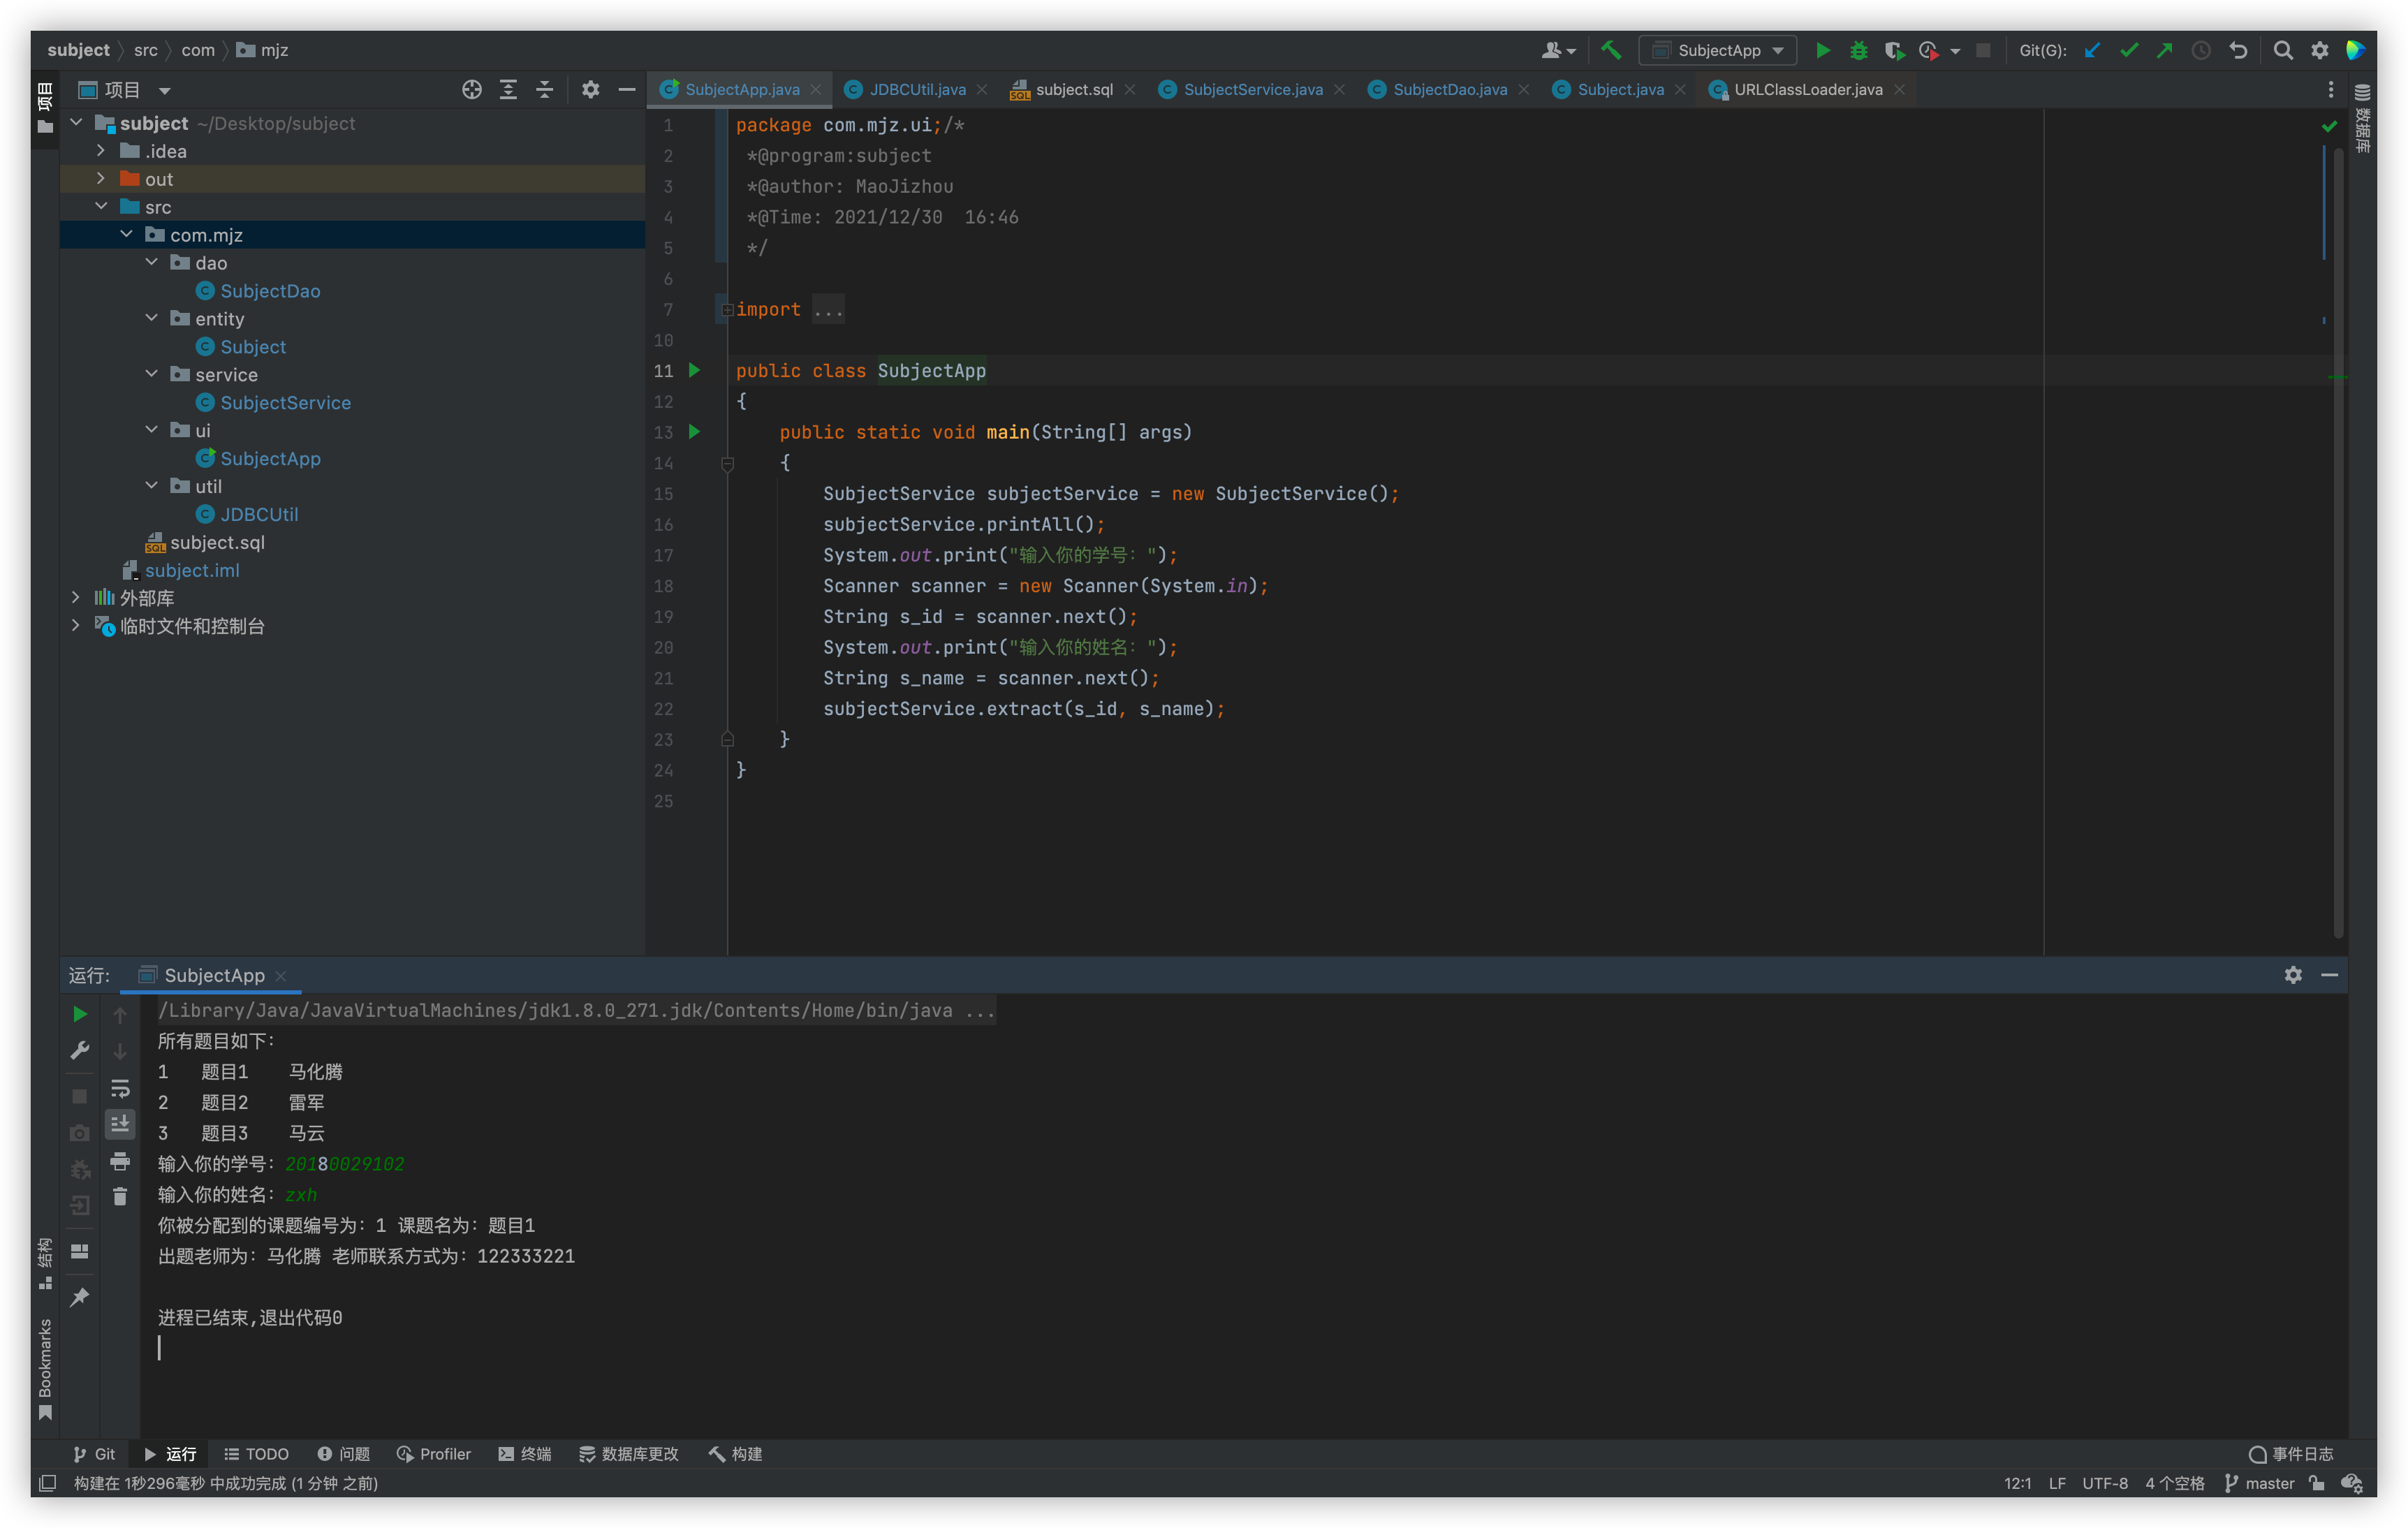 subject src com mjz
SubjectApp
Git(G):
项目
项目
subject ~/Desktop/subject
.idea
out
src
com.mjz
dao
SubjectDao
entity
Subject
service
SubjectService
ui
SubjectApp
util
JDBCUtil
subject.sql
subject.iml
外部库
临时文件和控制台
SubjectApp.java JDBCUtil.java subject.sql SubjectService.java SubjectDao.java Subject.java URLClassLoader.java
数据库
1 package com.mjz.ui;/*
2 *@program:subject
3 *@author: MaoJizhou
4 *@Time: 2021/12/30  16:46
5 */
6
7 import ...
10
11 public class SubjectApp
12 {
13 public static void main(String[] args)
14 {
15 SubjectService subjectService = new SubjectService();
16 subjectService.printAll();
17 System.out.print("输入你的学号：");
18 Scanner scanner = new Scanner(System.in);
19 String s_id = scanner.next();
20 System.out.print("输入你的姓名：");
21 String s_name = scanner.next();
22 subjectService.extract(s_id, s_name);
23 }
24 }
25
运行: SubjectApp
/Library/Java/JavaVirtualMachines/jdk1.8.0_271.jdk/Contents/Home/bin/java ...
所有题目如下：
1 题目1 马化腾
2 题目2 雷军
3 题目3 马云
输入你的学号：20180029102
输入你的姓名：zxh
你被分配到的课题编号为：1 课题名为：题目1
出题老师为：马化腾 老师联系方式为：122333221
进程已结束,退出代码0
结构
Bookmarks
Git 运行 TODO 问题 Profiler 终端 数据库更改 构建 事件日志
构建在 1秒296毫秒 中成功完成 (1 分钟 之前) 12:1 LF UTF-8 4 个空格 master